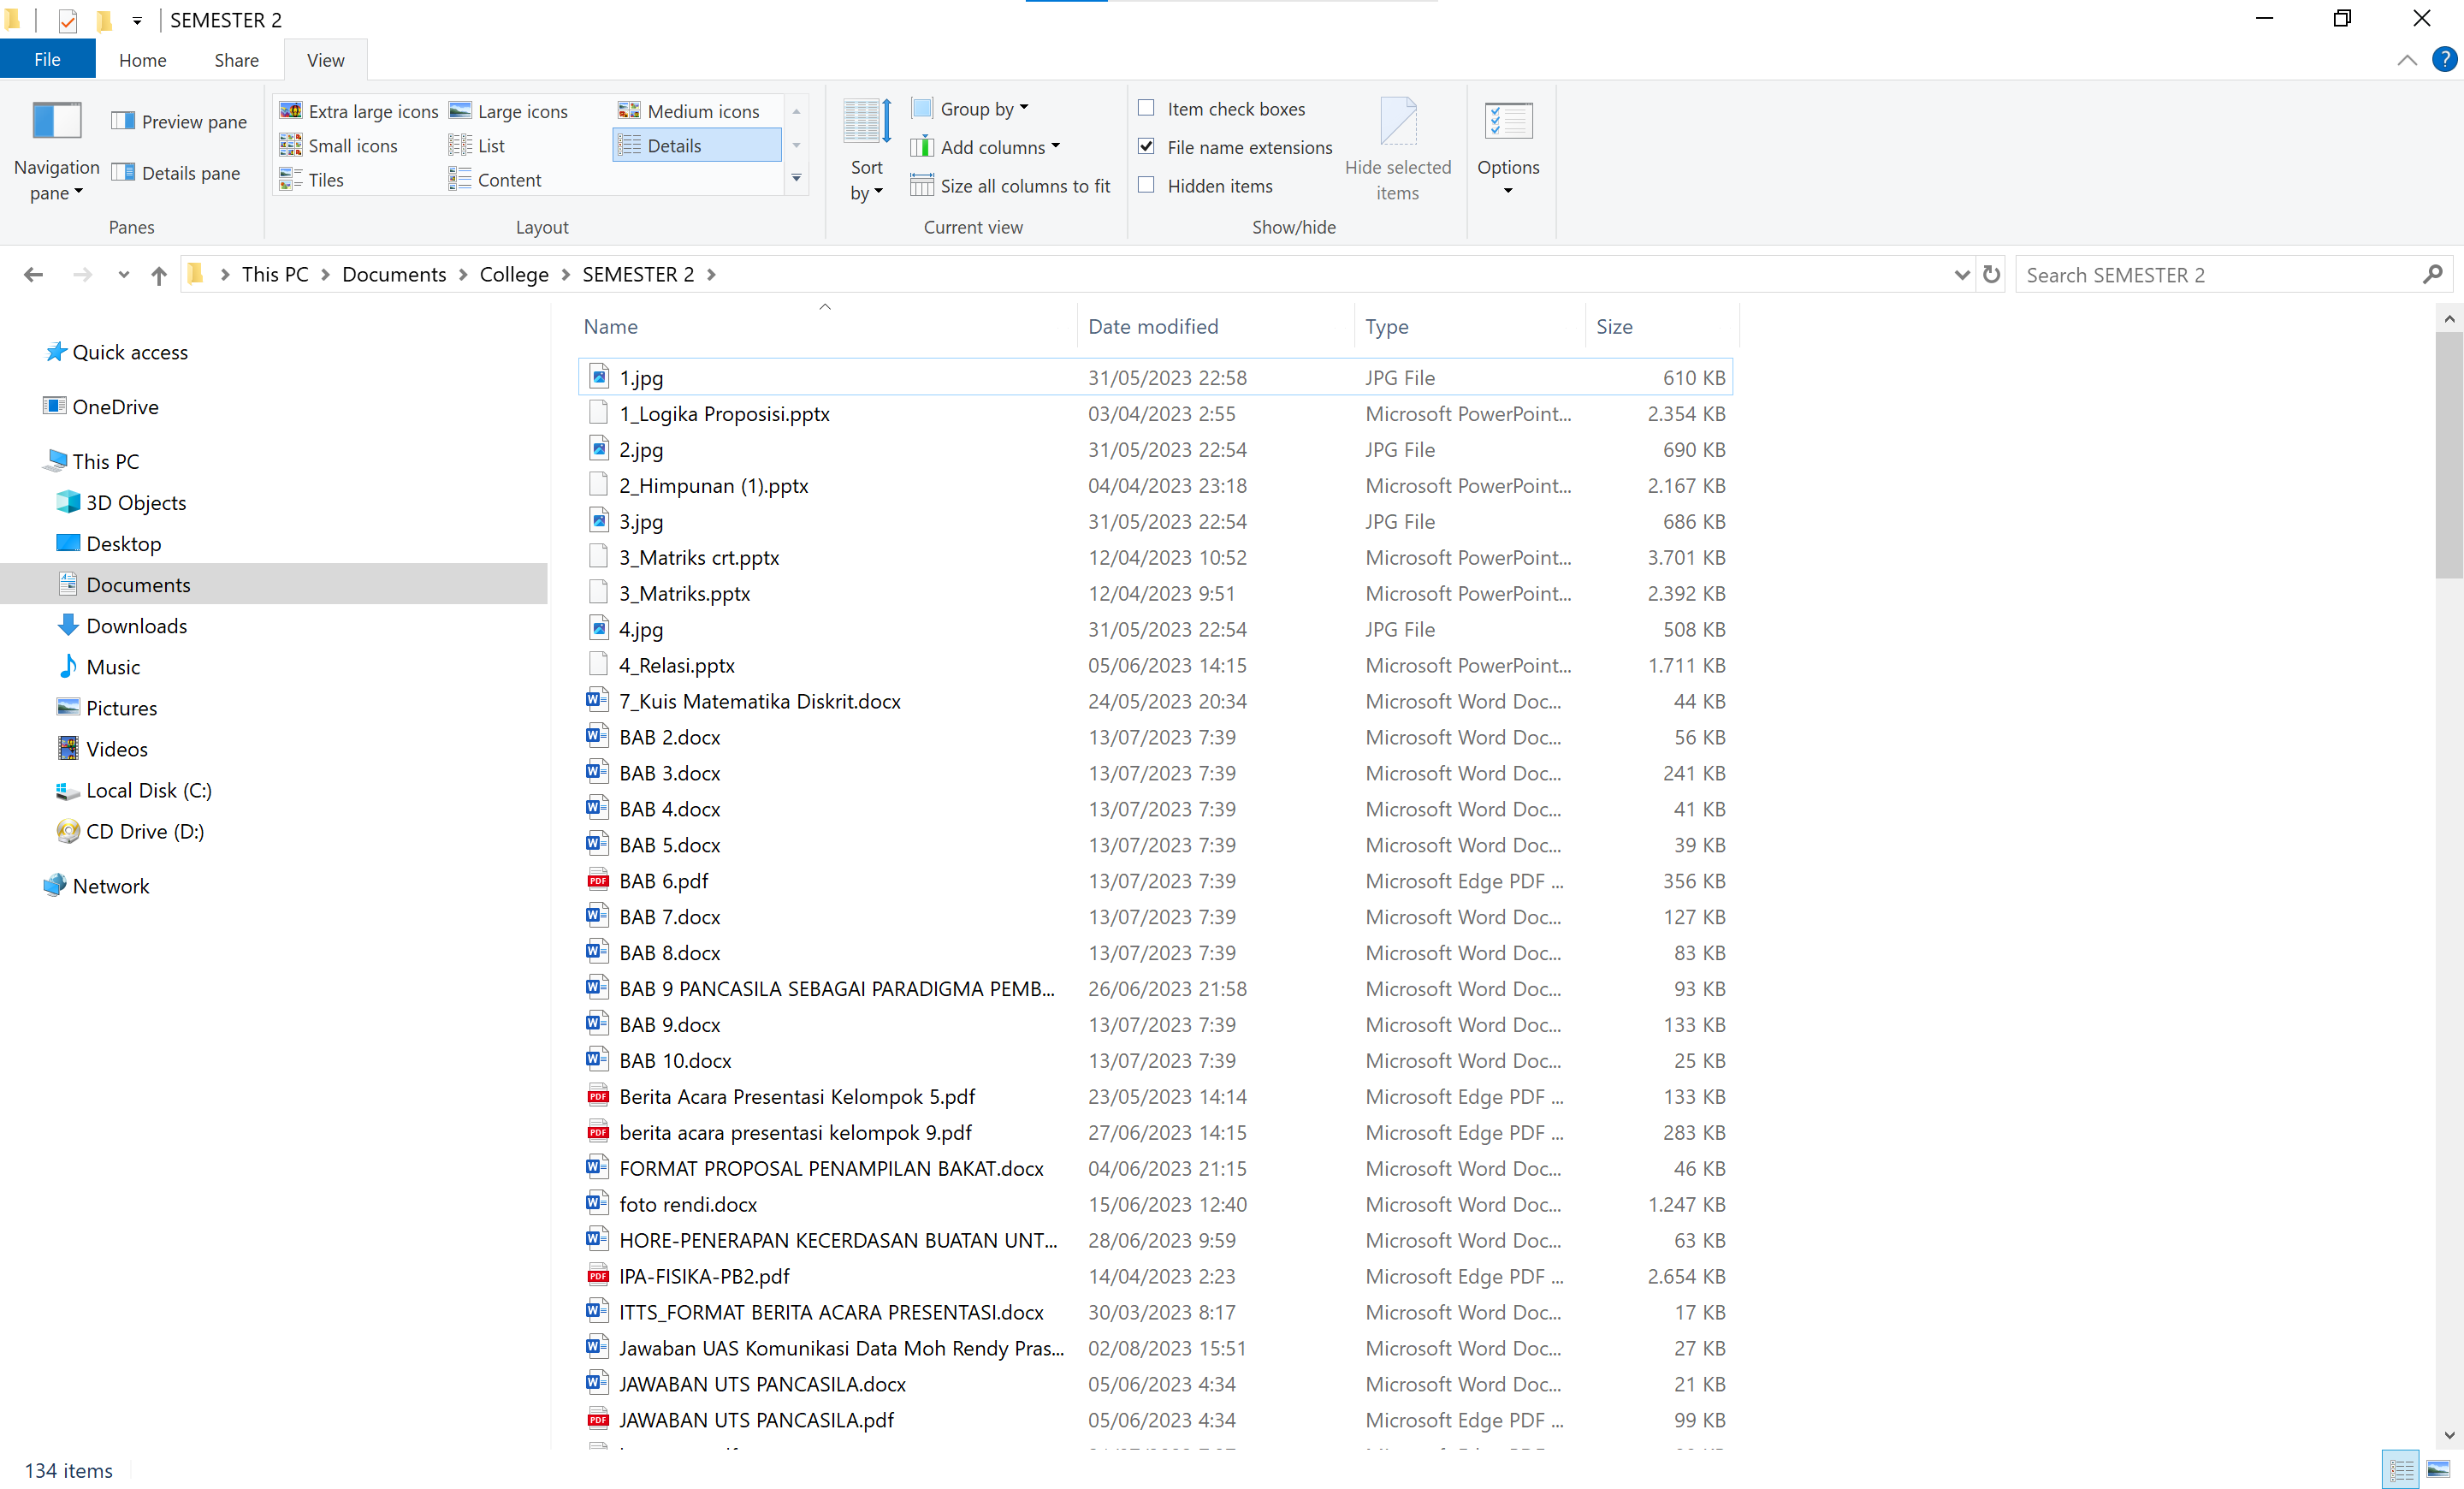 SEMESTER 2
File Home Share View
Navigation pane
Preview pane
Details pane
Panes
Extra large icons Large icons Medium icons
Small icons List Details
Tiles Content
Layout
Sort by
Group by
Add columns
Size all columns to fit
Current view
Item check boxes
File name extensions
Hidden items
Hide selected items
Show/hide
Options
This PC Documents College SEMESTER 2
Search SEMESTER 2
Quick access
OneDrive
This PC
3D Objects
Desktop
Documents
Downloads
Music
Pictures
Videos
Local Disk (C:)
CD Drive (D:)
Network
Name Date modified Type Size
1.jpg 31/05/2023 22:58 JPG File 610 KB
1_Logika Proposisi.pptx 03/04/2023 2:55 Microsoft PowerPoint... 2.354 KB
2.jpg 31/05/2023 22:54 JPG File 690 KB
2_Himpunan (1).pptx 04/04/2023 23:18 Microsoft PowerPoint... 2.167 KB
3.jpg 31/05/2023 22:54 JPG File 686 KB
3_Matriks crt.pptx 12/04/2023 10:52 Microsoft PowerPoint... 3.701 KB
3_Matriks.pptx 12/04/2023 9:51 Microsoft PowerPoint... 2.392 KB
4.jpg 31/05/2023 22:54 JPG File 508 KB
4_Relasi.pptx 05/06/2023 14:15 Microsoft PowerPoint... 1.711 KB
7_Kuis Matematika Diskrit.docx 24/05/2023 20:34 Microsoft Word Doc... 44 KB
BAB 2.docx 13/07/2023 7:39 Microsoft Word Doc... 56 KB
BAB 3.docx 13/07/2023 7:39 Microsoft Word Doc... 241 KB
BAB 4.docx 13/07/2023 7:39 Microsoft Word Doc... 41 KB
BAB 5.docx 13/07/2023 7:39 Microsoft Word Doc... 39 KB
BAB 6.pdf 13/07/2023 7:39 Microsoft Edge PDF ... 356 KB
BAB 7.docx 13/07/2023 7:39 Microsoft Word Doc... 127 KB
BAB 8.docx 13/07/2023 7:39 Microsoft Word Doc... 83 KB
BAB 9 PANCASILA SEBAGAI PARADIGMA PEMB... 26/06/2023 21:58 Microsoft Word Doc... 93 KB
BAB 9.docx 13/07/2023 7:39 Microsoft Word Doc... 133 KB
BAB 10.docx 13/07/2023 7:39 Microsoft Word Doc... 25 KB
Berita Acara Presentasi Kelompok 5.pdf 23/05/2023 14:14 Microsoft Edge PDF ... 133 KB
berita acara presentasi kelompok 9.pdf 27/06/2023 14:15 Microsoft Edge PDF ... 283 KB
FORMAT PROPOSAL PENAMPILAN BAKAT.docx 04/06/2023 21:15 Microsoft Word Doc... 46 KB
foto rendi.docx 15/06/2023 12:40 Microsoft Word Doc... 1.247 KB
HORE-PENERAPAN KECERDASAN BUATAN UNT... 28/06/2023 9:59 Microsoft Word Doc... 63 KB
IPA-FISIKA-PB2.pdf 14/04/2023 2:23 Microsoft Edge PDF ... 2.654 KB
ITTS_FORMAT BERITA ACARA PRESENTASI.docx 30/03/2023 8:17 Microsoft Word Doc... 17 KB
Jawaban UAS Komunikasi Data Moh Rendy Pras... 02/08/2023 15:51 Microsoft Word Doc... 27 KB
JAWABAN UTS PANCASILA.docx 05/06/2023 4:34 Microsoft Word Doc... 21 KB
JAWABAN UTS PANCASILA.pdf 05/06/2023 4:34 Microsoft Edge PDF ... 99 KB
134 items